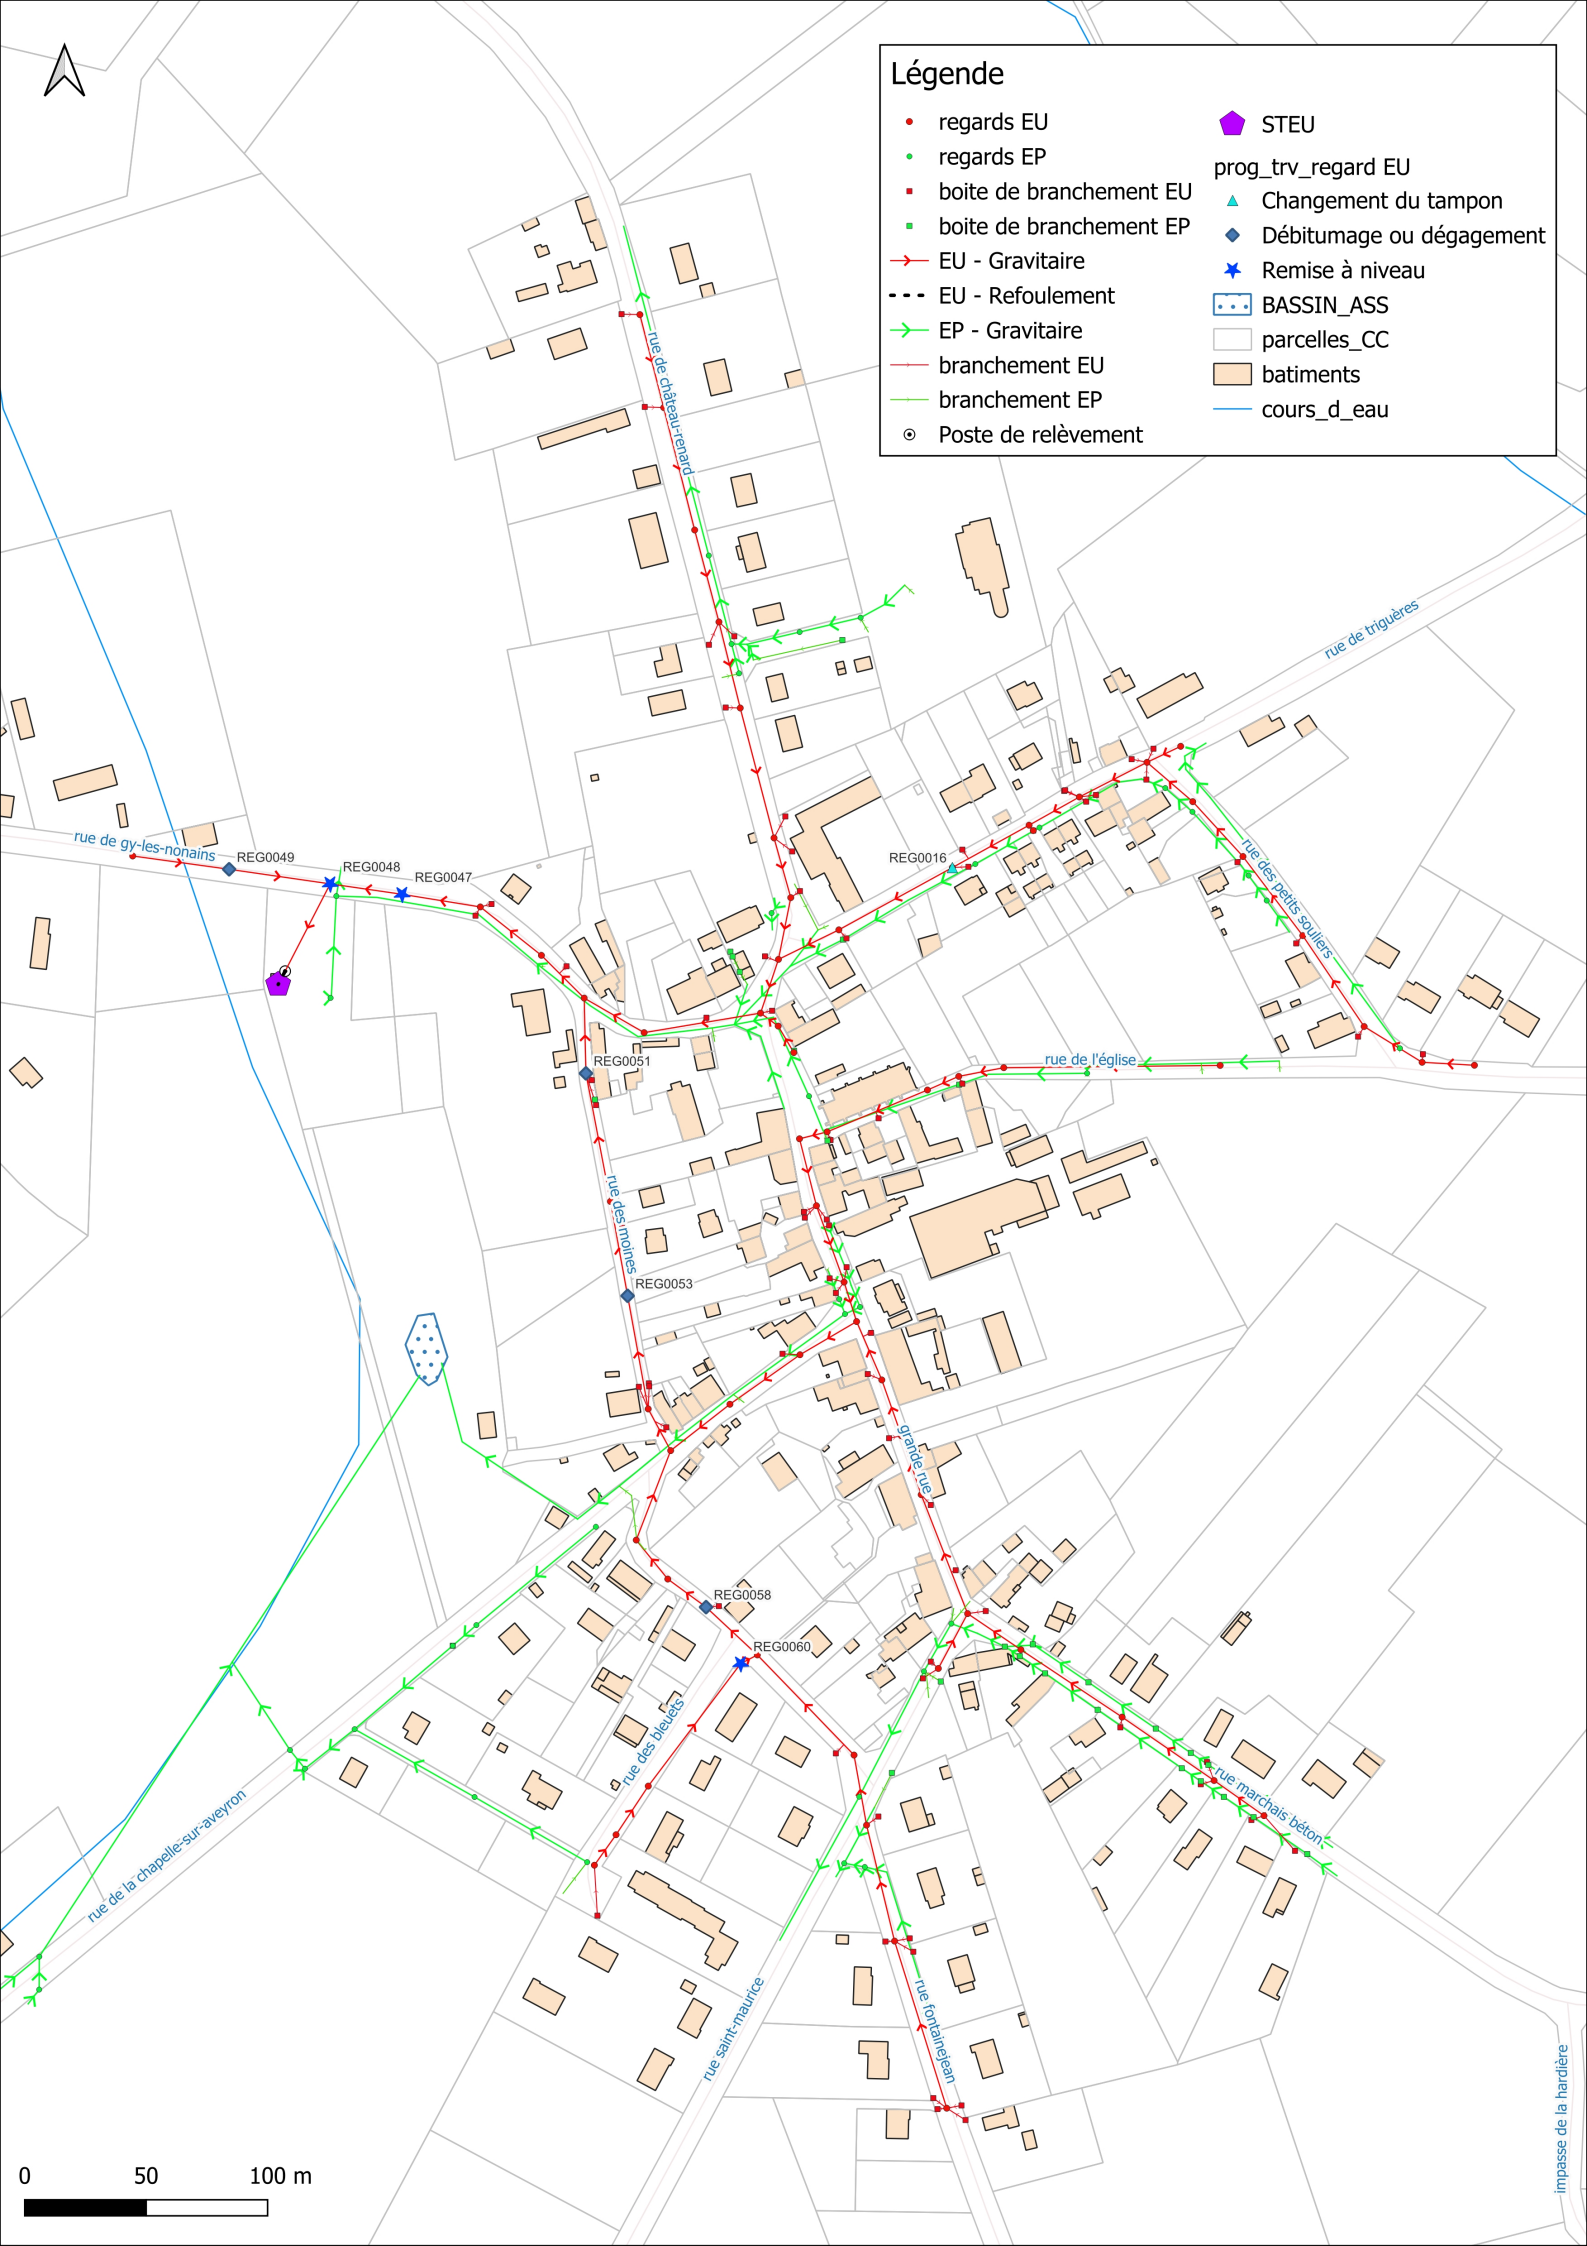 Légende
regards EU
regards EP
boite de branchement EU
boite de branchement EP
EU - Gravitaire
EU - Refoulement
EP - Gravitaire
branchement EU
branchement EP
Poste de relèvement
STEU
prog_trv_regard EU
Changement du tampon
Débitumage ou dégagement
Remise à niveau
BASSIN_ASS
parcelles_CC
batiments
cours_d_eau
rue de château-renard
rue de triguères
rue de gy-les-nonains
REG0049
REG0048
REG0047
REG0016
rue des petits souliers
rue de l'église
REG0051
rue des moines
REG0053
grande rue
REG0058
REG0060
rue des bleuets
rue marchais béton
rue de la chapelle-sur-aveyron
rue saint-maurice
rue fontainejean
impasse de la hardière
0 50 100 m